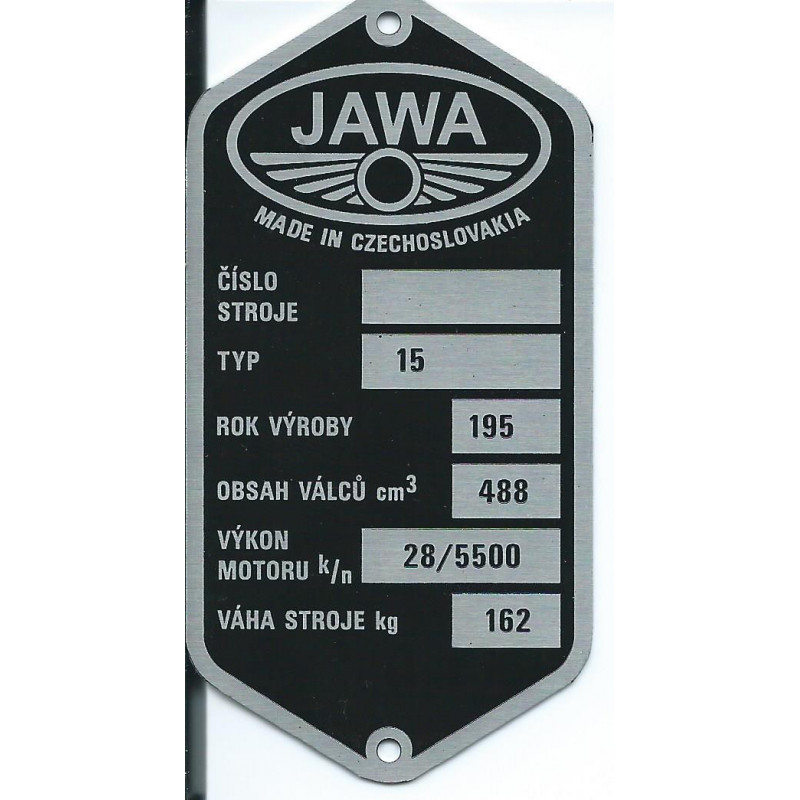 JAWA
MADE IN CZECHOSLOVAKIA
ČÍSLO
STROJE
TYP 15
ROK VÝROBY 195
OBSAH VÁLCŮ cm³ 488
VÝKON
MOTORU k/n 28/5500
VÁHA STROJE kg 162